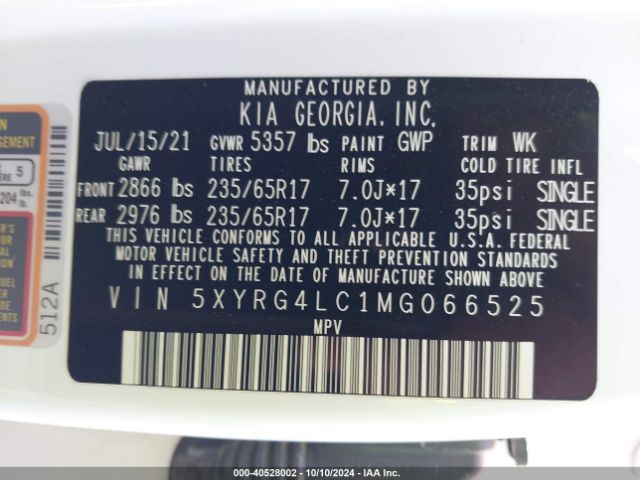 MANUFACTURED BY
KIA GEORGIA, INC.
JUL/15/21 GVWR 5357 lbs PAINT GWP TRIM WK
GAWR TIRES RIMS COLD TIRE INFL
FRONT 2866 lbs 235/65R17 7.0J×17 35psi SINGLE
REAR 2976 lbs 235/65R17 7.0J×17 35psi SINGLE
THIS VEHICLE CONFORMS TO ALL APPLICABLE U.S.A. FEDERAL
MOTOR VEHICLE SAFETY AND THEFT PREVENTION STANDARDS
IN EFFECT ON THE DATE OF MANUFACTURE SHOWN ABOVE
VIN 5XYRG4LC1MG066525
MPV
5
204 lbs.
512A
000-40528002 | 10/10/2024 | IAA Inc.